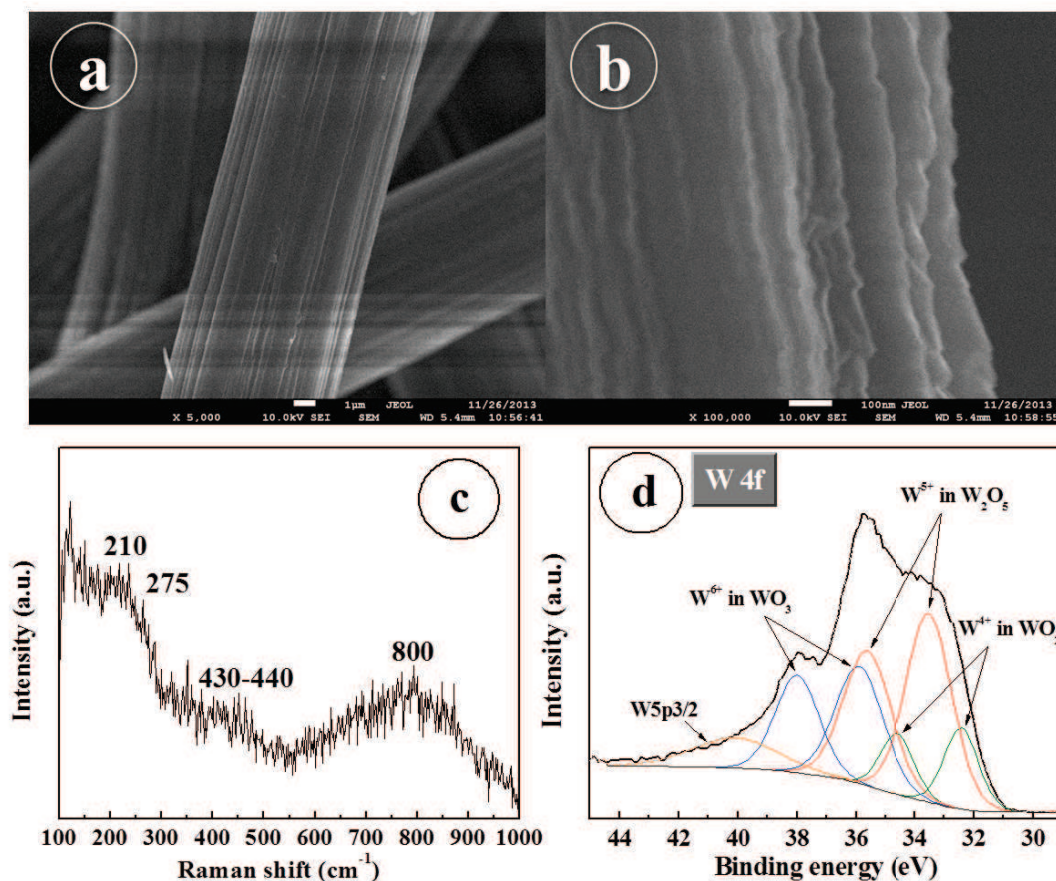 a
b
1μm JEOL 11/26/2013
X 5,000 10.0kV SEI SEM WD 5.4mm 10:56:41
100nm JEOL 11/26/2013
X 100,000 10.0kV SEI SEM WD 5.4mm 10:58:55
c
210
275
430-440
800
Intensity (a.u.)
100 200 300 400 500 600 700 800 900 1000
Raman shift (cm⁻¹)
d
W 4f
W⁵⁺ in W₂O₅
W⁶⁺ in WO₃
W⁴⁺ in WO
W5p3/2
Intensity (a.u.)
44 42 40 38 36 34 32 30
Binding energy (eV)